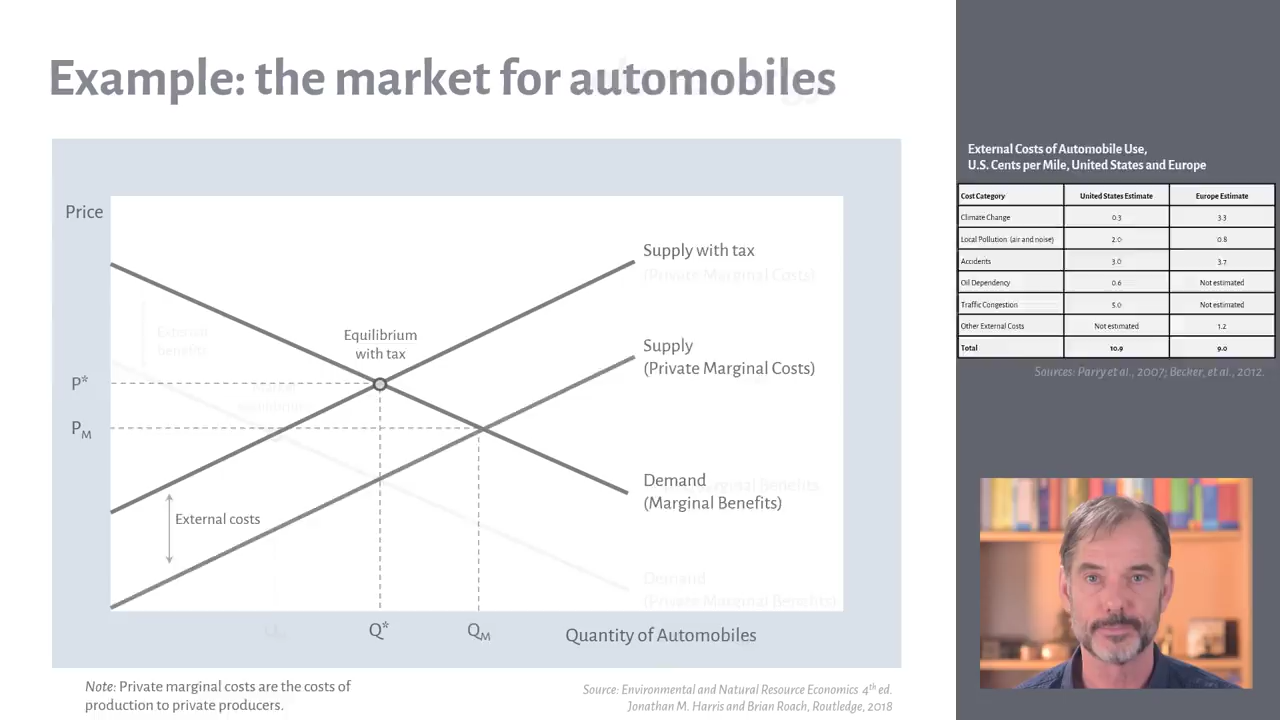 Example: the market for automobiles
Price
Supply with tax
(Private Marginal Costs)
External
benefits
Equilibrium
with tax
Supply
(Private Marginal Costs)
P*
PM
Demand
(Marginal Benefits)
External costs
Demand
(Private Marginal Benefits)
Q*
QM
Quantity of Automobiles
Note: Private marginal costs are the costs of
production to private producers.
Source: Environmental and Natural Resource Economics 4th ed.
Jonathan M. Harris and Brian Roach, Routledge, 2018
External Costs of Automobile Use,
U.S. Cents per Mile, United States and Europe
Cost Category United States Estimate Europe Estimate
Climate Change 0.3 3.3
Local Pollution (air and noise) 2.0 0.8
Accidents 3.0 3.7
Oil Dependency 0.6 Not estimated
Traffic Congestion 5.0 Not estimated
Other External Costs Not estimated 1.2
Total 10.9 9.0
Sources: Parry et al., 2007; Becker, et al., 2012.